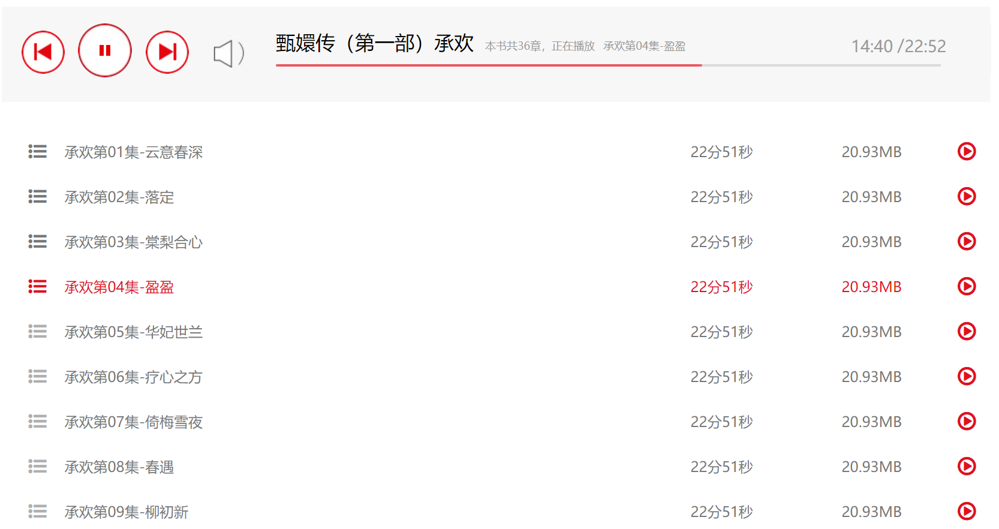 甄嬛传（第一部）承欢 本书共36章，正在播放 承欢第04集-盈盈 14:40 /22:52
承欢第01集-云意春深 22分51秒 20.93MB
承欢第02集-落定 22分51秒 20.93MB
承欢第03集-棠梨合心 22分51秒 20.93MB
承欢第04集-盈盈 22分51秒 20.93MB
承欢第05集-华妃世兰 22分51秒 20.93MB
承欢第06集-疗心之方 22分51秒 20.93MB
承欢第07集-倚梅雪夜 22分51秒 20.93MB
承欢第08集-春遇 22分51秒 20.93MB
承欢第09集-柳初新 22分51秒 20.93MB